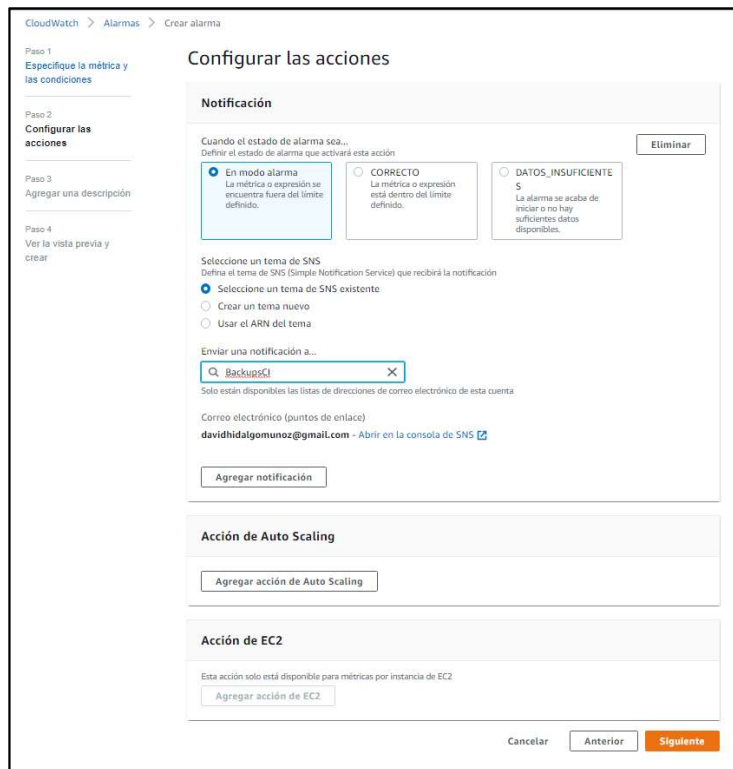 CloudWatch > Alarmas > Crear alarma
Paso 1
Especifique la métrica y
las condiciones
Paso 2
Configurar las
acciones
Paso 3
Agregar una descripción
Paso 4
Ver la vista previa y
crear
Configurar las acciones
Notificación
Cuando el estado de alarma sea...
Definir el estado de alarma que activará esta acción
Eliminar
En modo alarma
La métrica o expresión se
encuentra fuera del límite
definido.
CORRECTO
La métrica o expresión
está dentro del límite
definido.
DATOS_INSUFICIENTE
S
La alarma se acaba de
iniciar o no hay
suficientes datos
disponibles.
Seleccione un tema de SNS
Defina el tema de SNS (Simple Notification Service) que recibirá la notificación
Seleccione un tema de SNS existente
Crear un tema nuevo
Usar el ARN del tema
Enviar una notificación a...
BackupsCI
Solo están disponibles las listas de direcciones de correo electrónico de esta cuenta
Correo electrónico (puntos de enlace)
davidhidalgomunoz@gmail.com - Abrir en la consola de SNS
Agregar notificación
Acción de Auto Scaling
Agregar acción de Auto Scaling
Acción de EC2
Esta acción solo está disponible para métricas por instancia de EC2
Agregar acción de EC2
Cancelar
Anterior
Siguiente